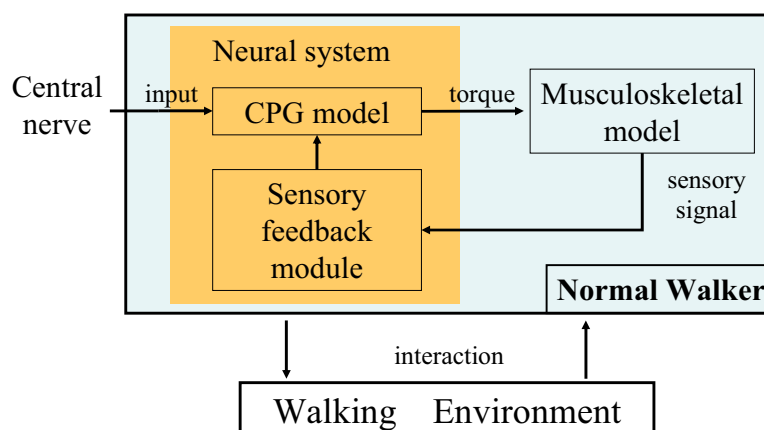 Neural system
Central
nerve
input
CPG model
torque
Musculoskeletal
model
Sensory
feedback
module
sensory
signal
Normal Walker
interaction
Walking Environment